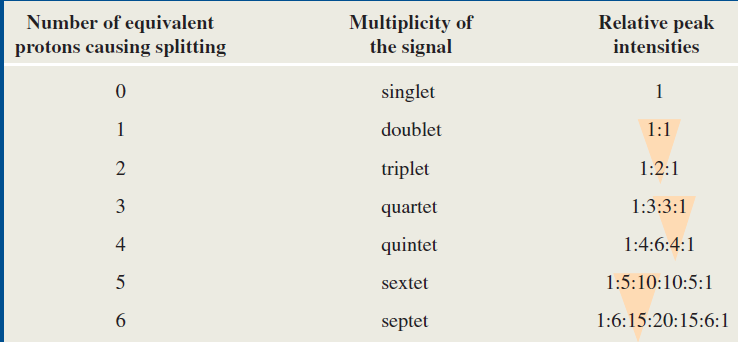 Number of equivalent Multiplicity of Relative peak
protons causing splitting the signal intensities
0 singlet 1
1 doublet 1:1
2 triplet 1:2:1
3 quartet 1:3:3:1
4 quintet 1:4:6:4:1
5 sextet 1:5:10:10:5:1
6 septet 1:6:15:20:15:6:1